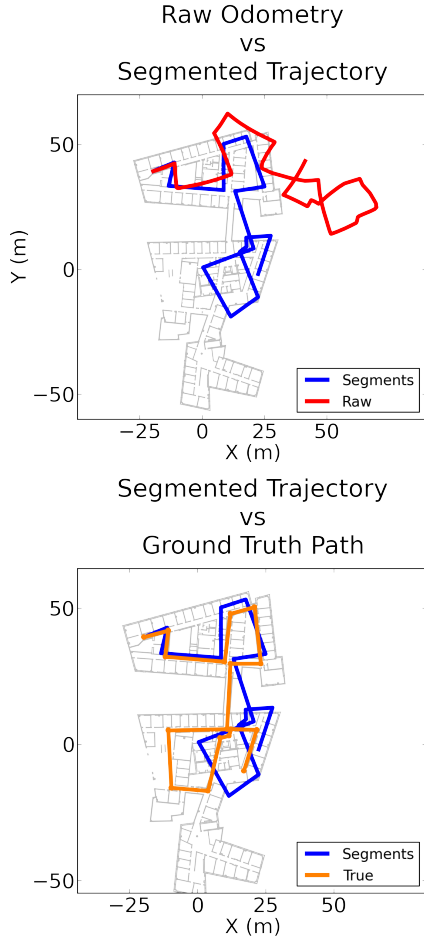 Raw Odometry
vs
Segmented Trajectory
Y (m)
50
0
−50
−25
0
25
50
X (m)
Segments
Raw
Segmented Trajectory
vs
Ground Truth Path
50
0
−50
−25
0
25
50
X (m)
Segments
True